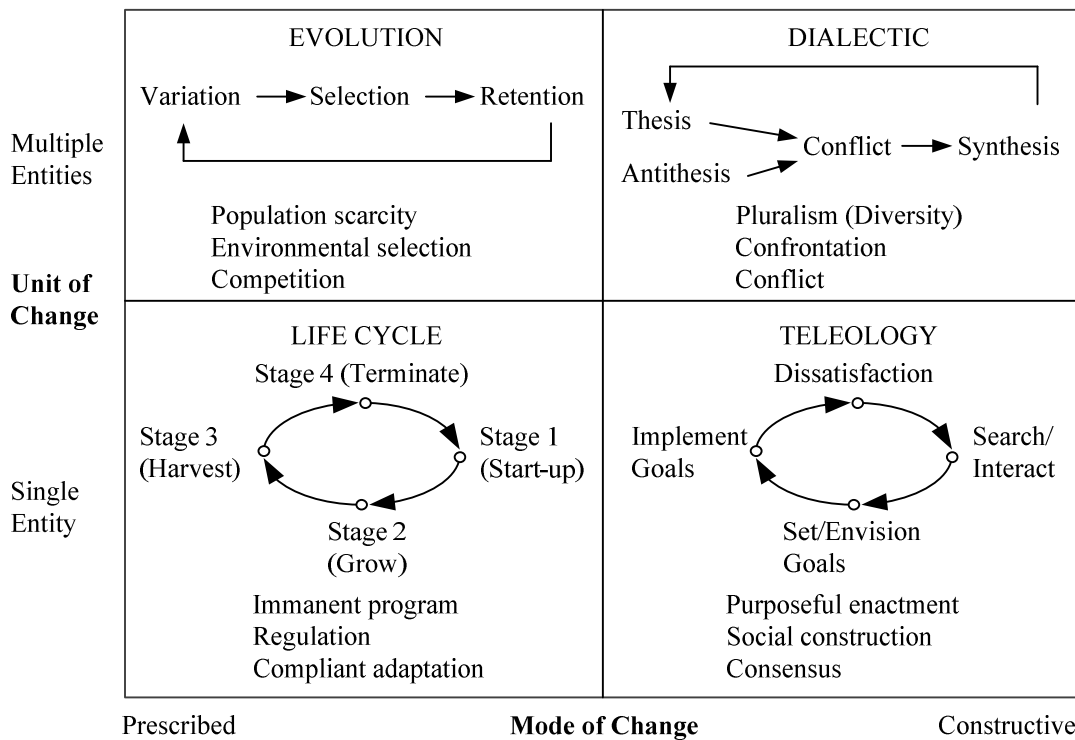 EVOLUTION
Variation
Selection
Retention
Population scarcity
Environmental selection
Competition
DIALECTIC
Thesis
Antithesis
Conflict
Synthesis
Pluralism (Diversity)
Confrontation
Conflict
Multiple
Entities
Unit of
Change
Single
Entity
LIFE CYCLE
Stage 4 (Terminate)
Stage 3
(Harvest)
Stage 1
(Start-up)
Stage 2
(Grow)
Immanent program
Regulation
Compliant adaptation
TELEOLOGY
Dissatisfaction
Implement
Goals
Search/
Interact
Set/Envision
Goals
Purposeful enactment
Social construction
Consensus
Prescribed
Mode of Change
Constructive